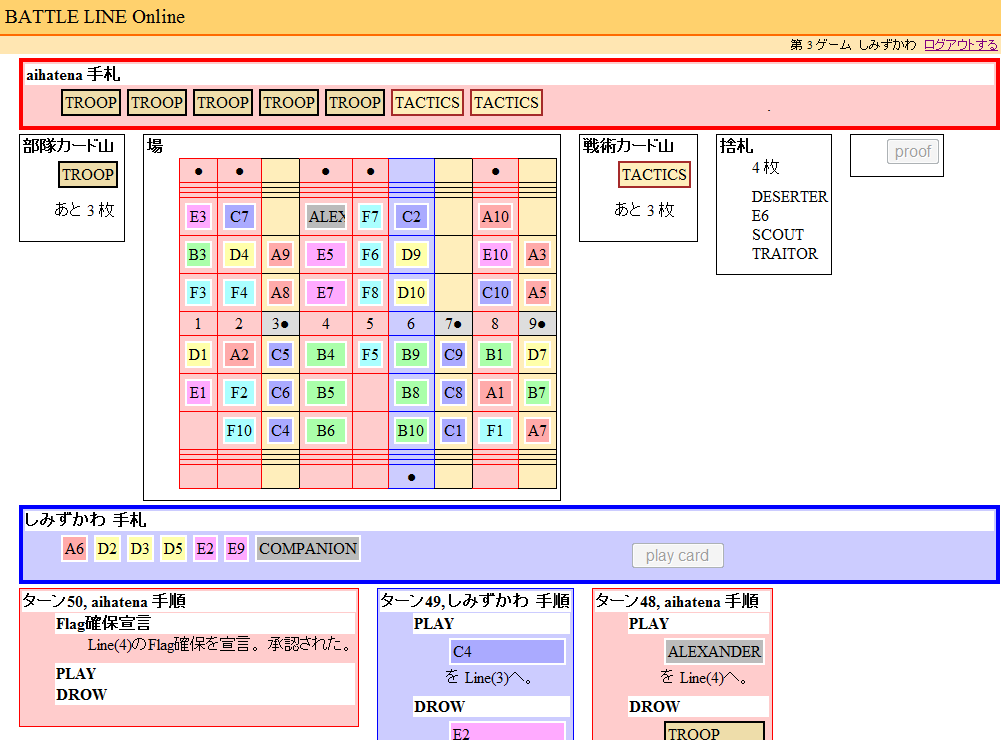 BATTLE LINE Online
第 3 ゲーム しみずかわ ログアウトする
aihatena 手札
TROOP TROOP TROOP TROOP TROOP TACTICS TACTICS .
部隊カード山
TROOP
あと 3 枚
場
● ● ● ● ●
E3 C7 ALEX F7 C2 A10
B3 D4 A9 E5 F6 D9 E10 A3
F3 F4 A8 E7 F8 D10 C10 A5
1 2 3● 4 5 6 7● 8 9●
D1 A2 C5 B4 F5 B9 C9 B1 D7
E1 F2 C6 B5 B8 C8 A1 B7
F10 C4 B6 B10 C1 F1 A7
●
戦術カード山
TACTICS
あと 3 枚
捨札
4 枚
DESERTER
E6
SCOUT
TRAITOR
proof
しみずかわ 手札
A6 D2 D3 D5 E2 E9 COMPANION
play card
ターン50, aihatena 手順
Flag確保宣言
Line(4)のFlag確保を宣言。承認された。
PLAY
DROW
ターン49,しみずかわ 手順
PLAY
C4
を Line(3)へ。
DROW
E2
ターン48, aihatena 手順
PLAY
ALEXANDER
を Line(4)へ。
DROW
TROOP